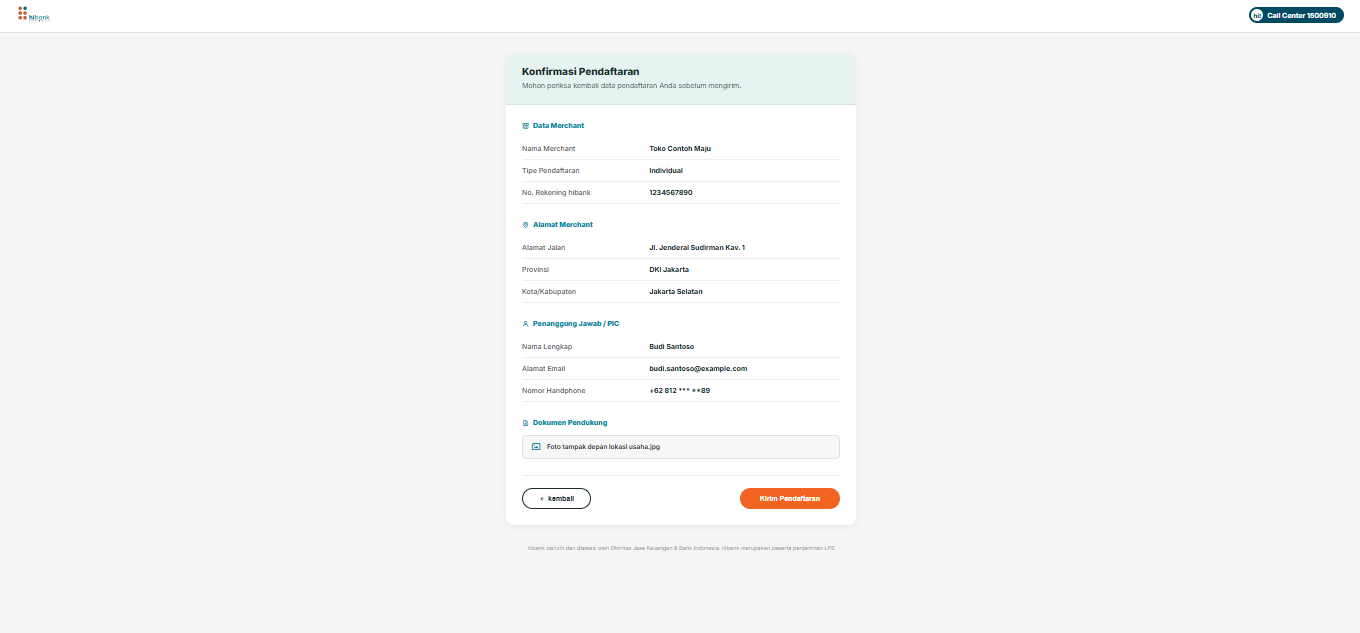 hibank
hi! Call Center 1500910
Konfirmasi Pendaftaran
Mohon periksa kembali data pendaftaran Anda sebelum mengirim.
Data Merchant
Nama Merchant Toko Contoh Maju
Tipe Pendaftaran Individual
No. Rekening hibank 1234567890
Alamat Merchant
Alamat Jalan Jl. Jenderal Sudirman Kav. 1
Provinsi DKI Jakarta
Kota/Kabupaten Jakarta Selatan
Penanggung Jawab / PIC
Nama Lengkap Budi Santoso
Alamat Email budi.santoso@example.com
Nomor Handphone +62 812 *** **89
Dokumen Pendukung
Foto tampak depan lokasi usaha.jpg
← kembali Kirim Pendaftaran
hibank berizin dan diawasi oleh Otoritas Jasa Keuangan & Bank Indonesia, hibank merupakan peserta penjaminan LPS